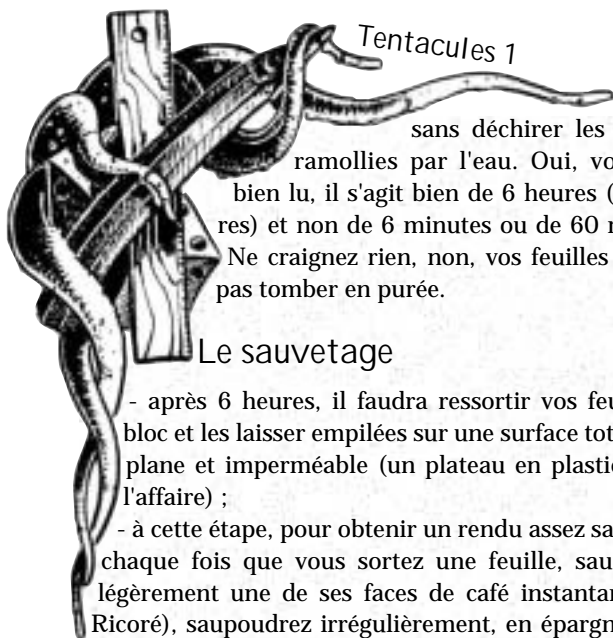 Tentacules 1
sans déchirer les
ramollies par l'eau. Oui, vo
bien lu, il s'agit bien de 6 heures (
res) et non de 6 minutes ou de 60 m
Ne craignez rien, non, vos feuilles
pas tomber en purée.
Le sauvetage
- après 6 heures, il faudra ressortir vos feu
bloc et les laisser empilées sur une surface tot
plane et imperméable (un plateau en plastic
l'affaire) ;
- à cette étape, pour obtenir un rendu assez sa
chaque fois que vous sortez une feuille, sau
légèrement une de ses faces de café instantan
Ricoré), saupoudrez irrégulièrement, en épargn